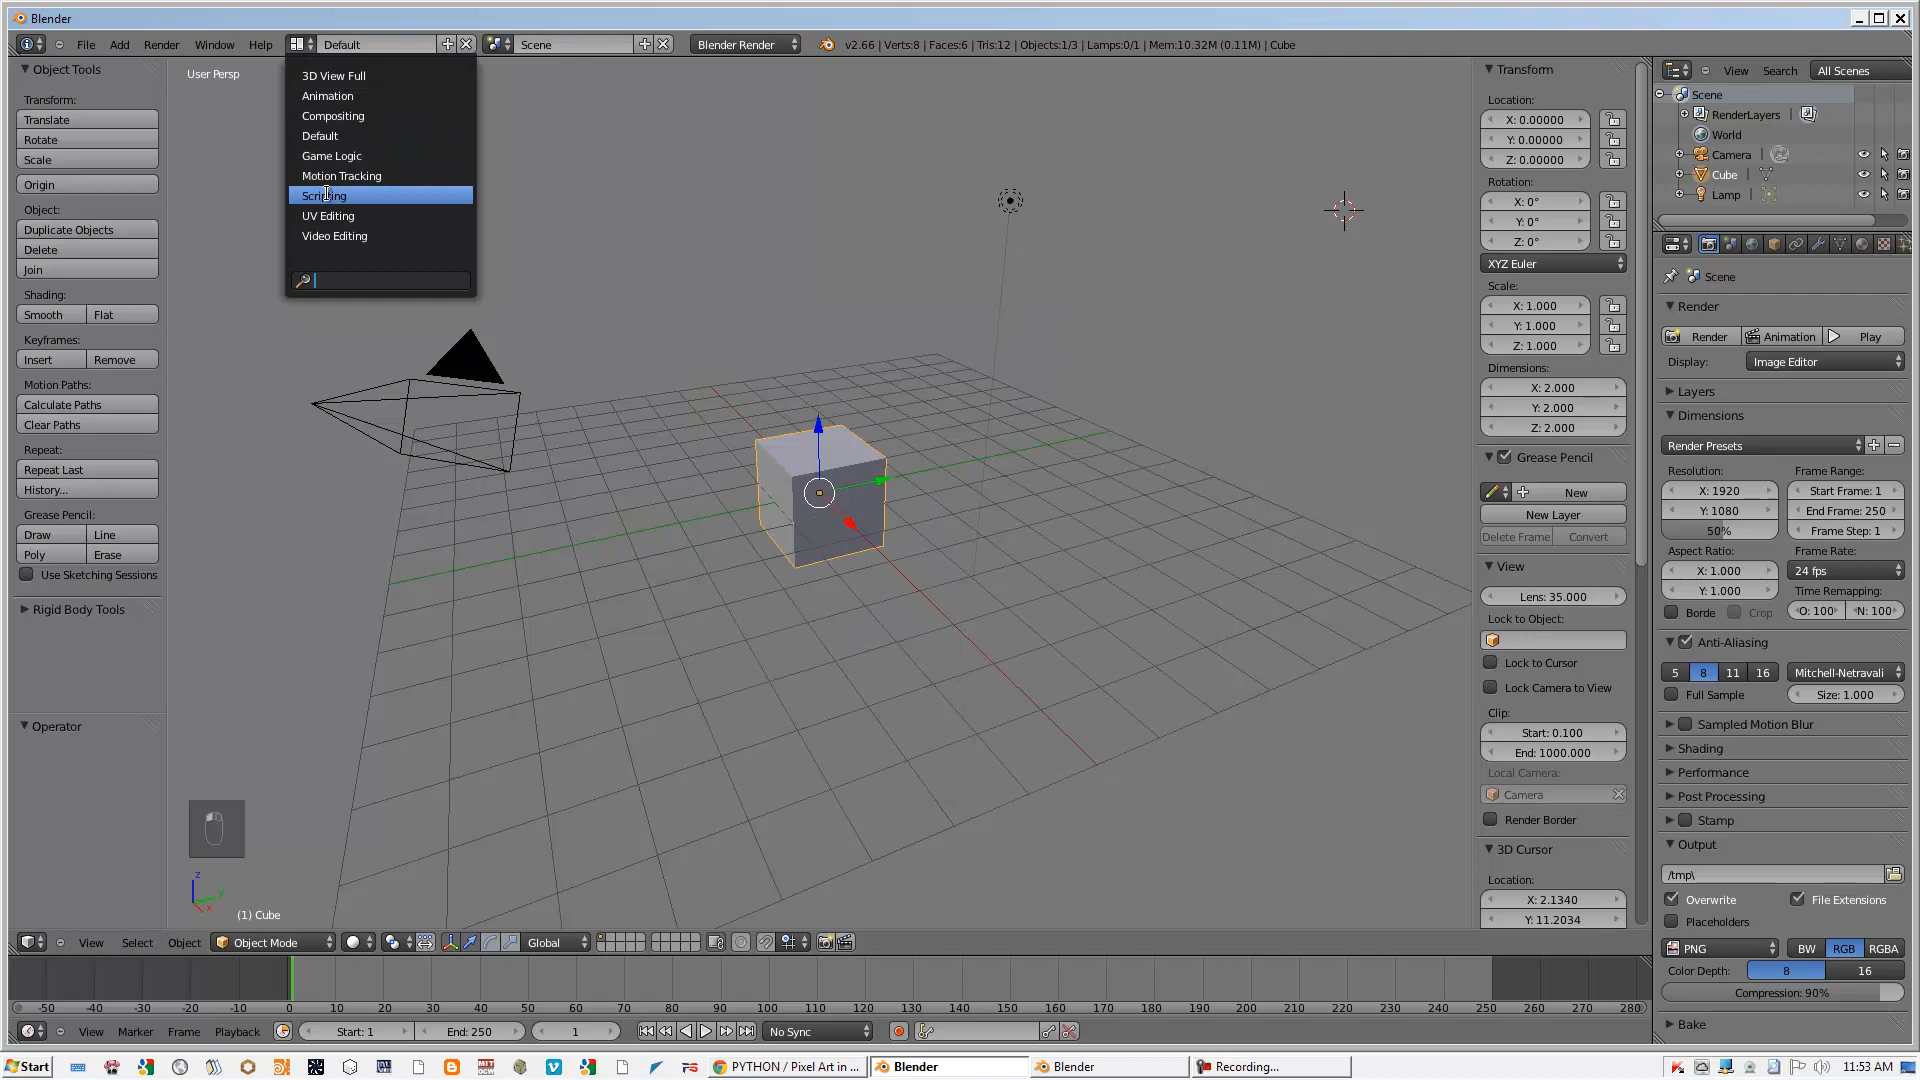 Blender
File Add Render Window Help Default Scene Blender Render v2.66 | Verts:8 | Faces:6 | Tris:12 | Objects:1/3 | Lamps:0/1 | Mem:10.32M (0.11M) | Cube
Object Tools
Transform:
Translate
Rotate
Scale
Origin
Object:
Duplicate Objects
Delete
Join
Shading:
Smooth Flat
Keyframes:
Insert Remove
Motion Paths:
Calculate Paths
Clear Paths
Repeat:
Repeat Last
History...
Grease Pencil:
Draw Line
Poly Erase
Use Sketching Sessions
Rigid Body Tools
Operator
User Persp
3D View Full
Animation
Compositing
Default
Game Logic
Motion Tracking
Scripting
UV Editing
Video Editing
z
y
x
(1) Cube
Transform
Location:
X: 0.00000
Y: 0.00000
Z: 0.00000
Rotation:
X: 0°
Y: 0°
Z: 0°
XYZ Euler
Scale:
X: 1.000
Y: 1.000
Z: 1.000
Dimensions:
X: 2.000
Y: 2.000
Z: 2.000
Grease Pencil
New
New Layer
Delete Frame Convert
View
Lens: 35.000
Lock to Object:
Lock to Cursor
Lock Camera to View
Clip:
Start: 0.100
End: 1000.000
Local Camera:
Camera
Render Border
3D Cursor
Location:
X: 2.1340
Y: 11.2034
View Search All Scenes
Scene
RenderLayers
World
Camera
Cube
Lamp
Scene
Render
Render Animation Play
Display: Image Editor
Layers
Dimensions
Render Presets
Resolution: Frame Range:
X: 1920 Start Frame: 1
Y: 1080 End Frame: 250
50% Frame Step: 1
Aspect Ratio: Frame Rate:
X: 1.000 24 fps
Y: 1.000 Time Remapping:
Borde Crop O: 100 N: 100
Anti-Aliasing
5 8 11 16 Mitchell-Netravali
Full Sample Size: 1.000
Sampled Motion Blur
Shading
Performance
Post Processing
Stamp
Output
/tmp\
Overwrite File Extensions
Placeholders
PNG BW RGB RGBA
Color Depth: 8 16
Compression: 90%
Bake
View Select Object Object Mode Global
-50 -40 -30 -20 -10 0 10 20 30 40 50 60 70 80 90 100 110 120 130 140 150 160 170 180 190 200 210 220 230 240 250 260 270 280
View Marker Frame Playback Start: 1 End: 250 1 No Sync
Start PYTHON / Pixel Art in ... Blender Blender Recording... 11:53 AM